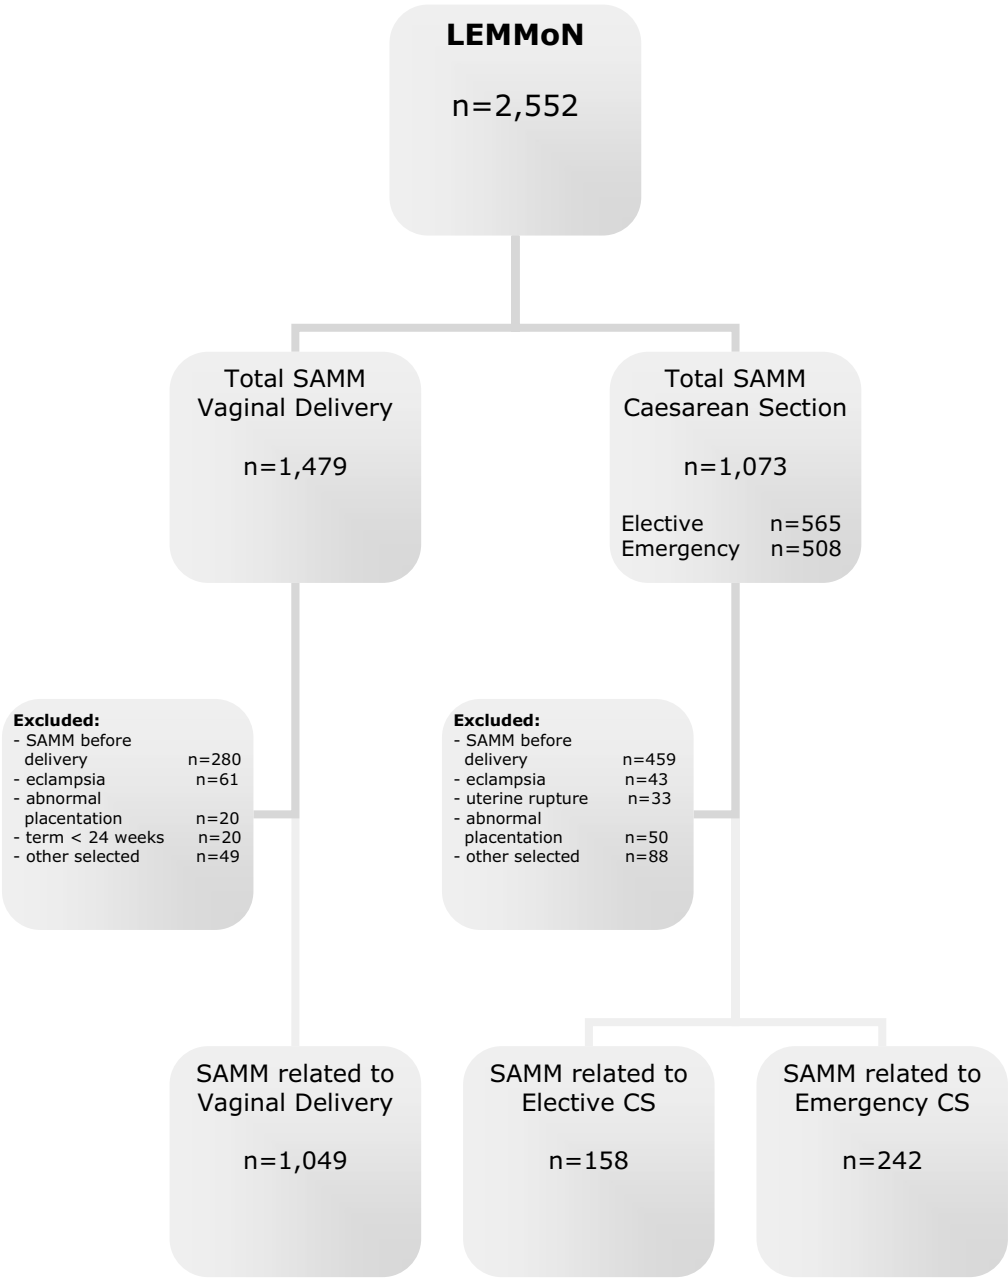 LEMMoN
n=2,552
Total SAMM
Vaginal Delivery
n=1,479
Total SAMM
Caesarean Section
n=1,073
Elective n=565
Emergency n=508
Excluded:
- SAMM before
delivery n=280
- eclampsia n=61
- abnormal
placentation n=20
- term < 24 weeks n=20
- other selected n=49
Excluded:
- SAMM before
delivery n=459
- eclampsia n=43
- uterine rupture n=33
- abnormal
placentation n=50
- other selected n=88
SAMM related to
Vaginal Delivery
n=1,049
SAMM related to
Elective CS
n=158
SAMM related to
Emergency CS
n=242